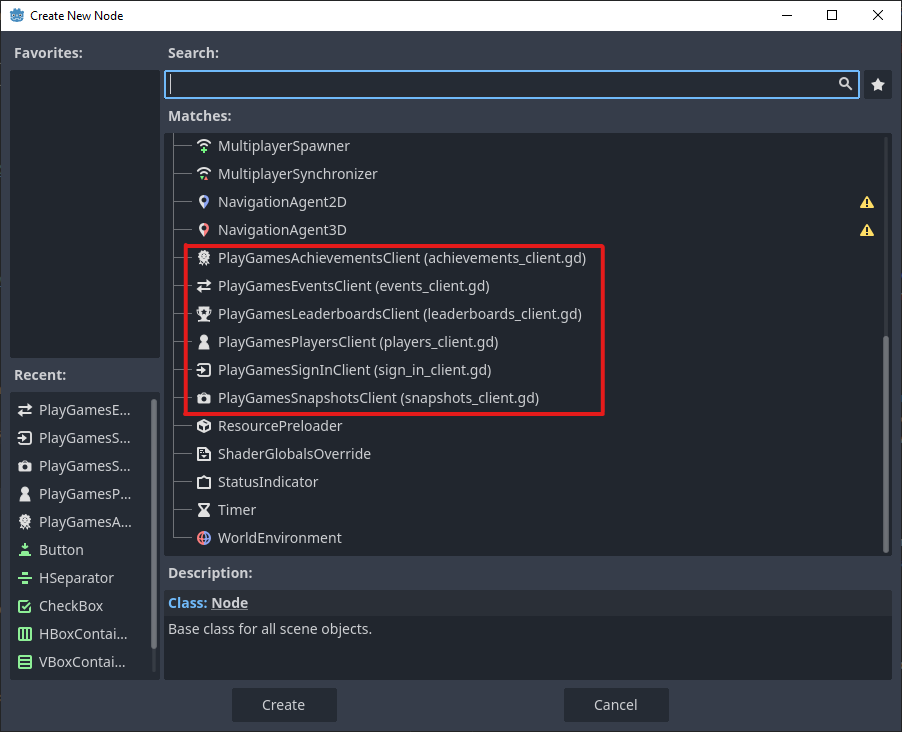 Create New Node
Favorites:
Search:
Matches:
MultiplayerSpawner
MultiplayerSynchronizer
NavigationAgent2D
NavigationAgent3D
PlayGamesAchievementsClient (achievements_client.gd)
PlayGamesEventsClient (events_client.gd)
PlayGamesLeaderboardsClient (leaderboards_client.gd)
PlayGamesPlayersClient (players_client.gd)
PlayGamesSignInClient (sign_in_client.gd)
PlayGamesSnapshotsClient (snapshots_client.gd)
ResourcePreloader
ShaderGlobalsOverride
StatusIndicator
Timer
WorldEnvironment
Recent:
PlayGamesE...
PlayGamesS...
PlayGamesS...
PlayGamesP...
PlayGamesA...
Button
HSeparator
CheckBox
HBoxContai...
VBoxContai...
Description:
Class: Node
Base class for all scene objects.
Create
Cancel